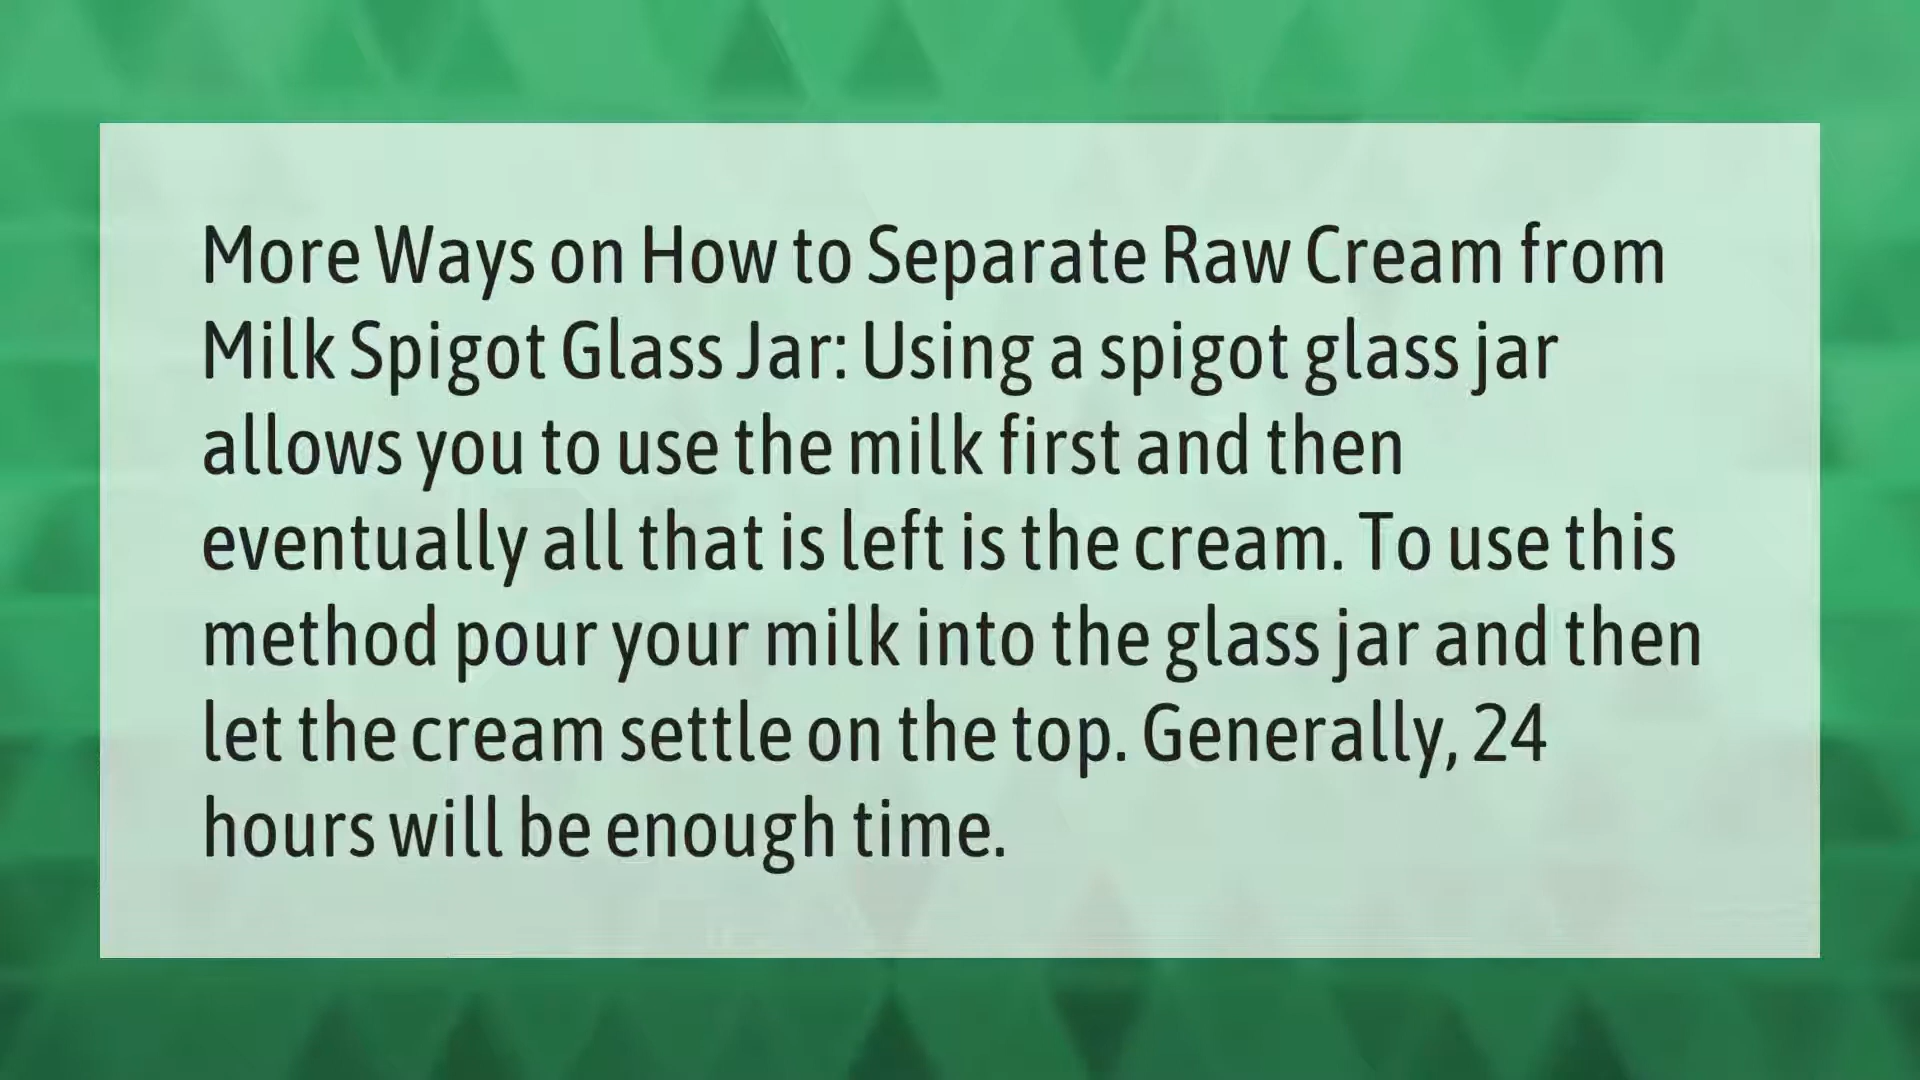 More Ways on How to Separate Raw Cream from
Milk Spigot Glass Jar: Using a spigot glass jar
allows you to use the milk first and then
eventually all that is left is the cream. To use this
method pour your milk into the glass jar and then
let the cream settle on the top. Generally, 24
hours will be enough time.